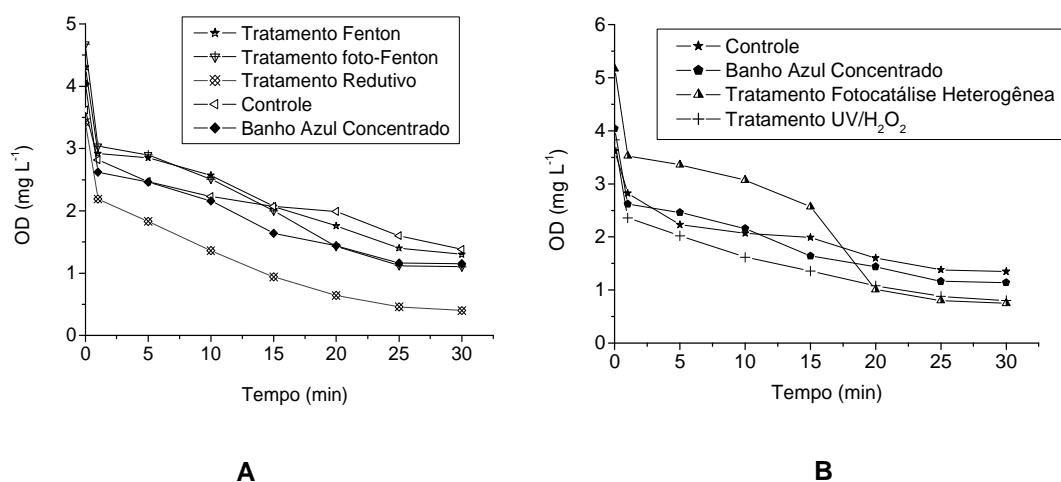 A
5
4
3
2
1
0
OD (mg L⁻¹)
0 5 10 15 20 25 30
Tempo (min)
Tratamento Fenton
Tratamento foto-Fenton
Tratamento Redutivo
Controle
Banho Azul Concentrado
A
B
6
5
4
3
2
1
0
OD (mg L⁻¹)
0 5 10 15 20 25 30
Tempo (min)
Controle
Banho Azul Concentrado
Tratamento Fotocatálise Heterogênea
Tratamento UV/H₂O₂
B